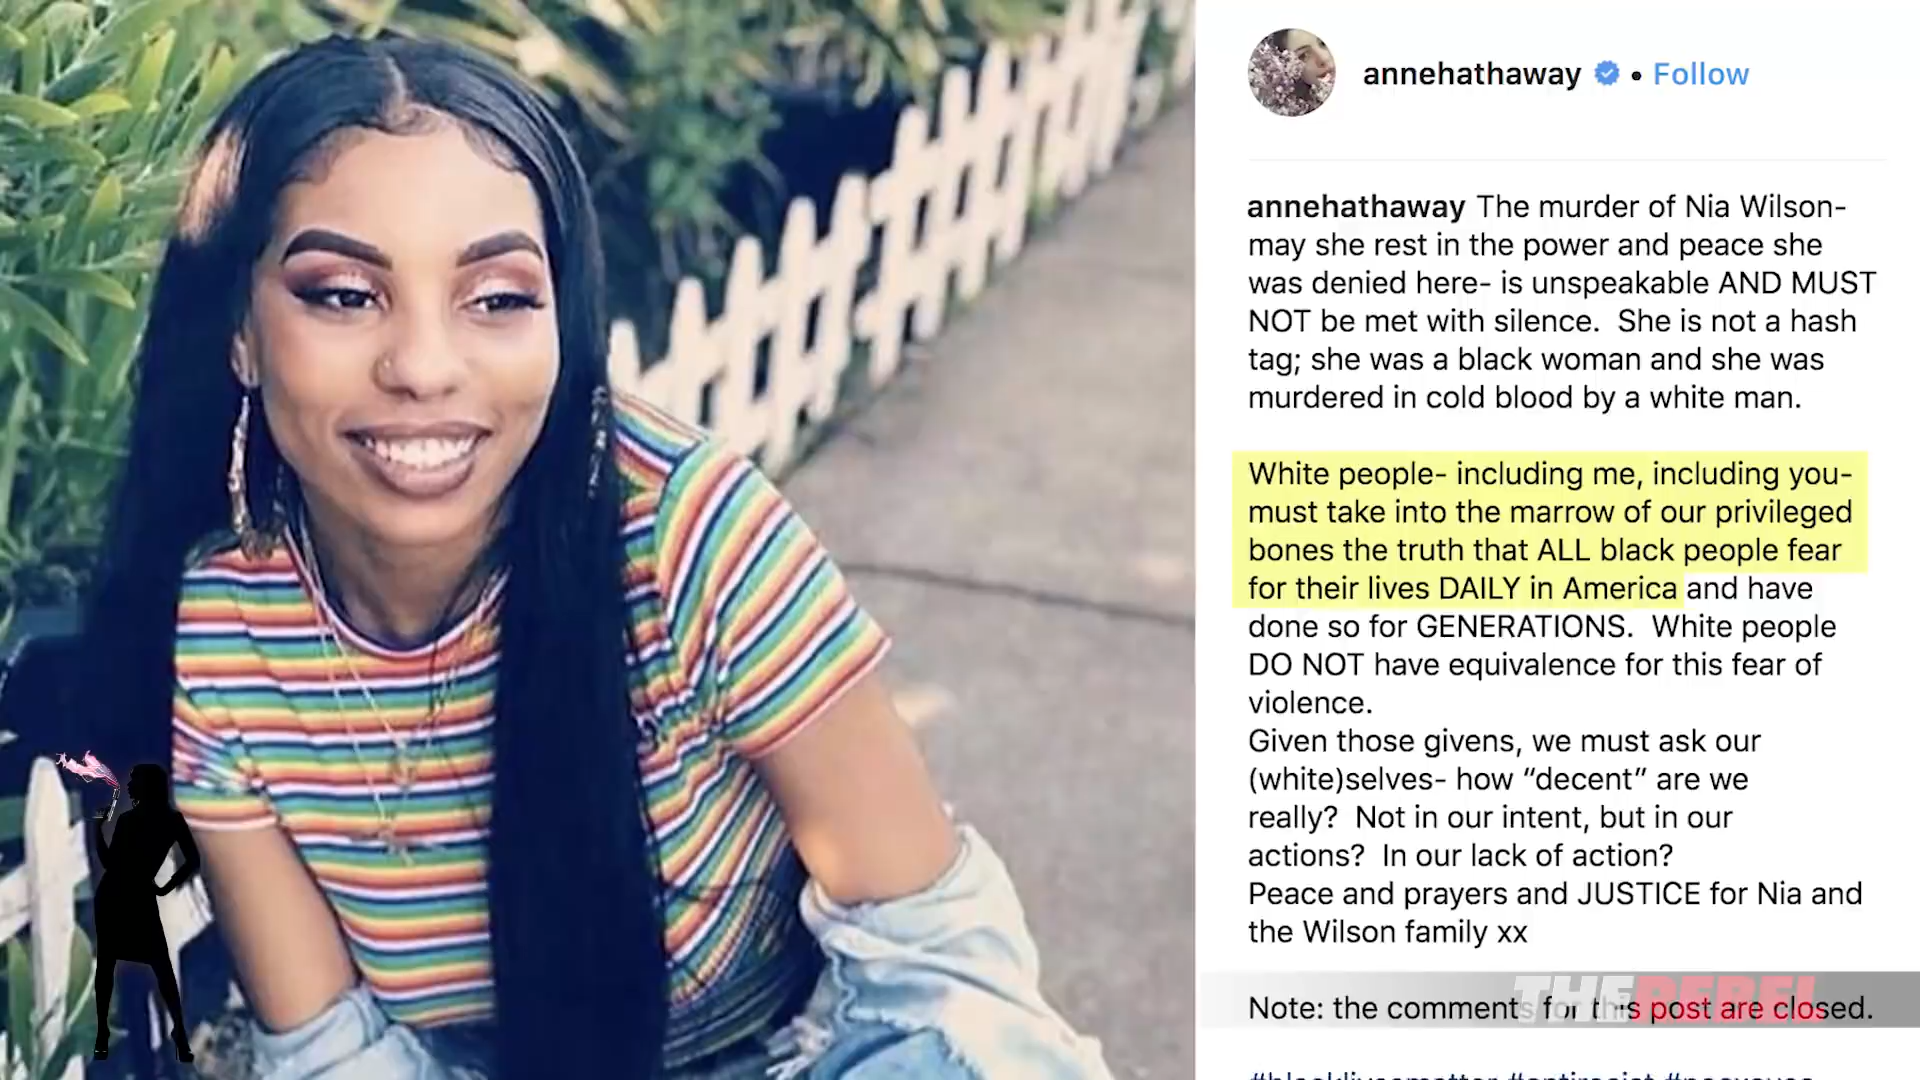 annehathaway • Follow
annehathaway The murder of Nia Wilson-
may she rest in the power and peace she
was denied here- is unspeakable AND MUST
NOT be met with silence.  She is not a hash
tag; she was a black woman and she was
murdered in cold blood by a white man.
White people- including me, including you-
must take into the marrow of our privileged
bones the truth that ALL black people fear
for their lives DAILY in America and have
done so for GENERATIONS.  White people
DO NOT have equivalence for this fear of
violence.
Given those givens, we must ask our
(white)selves- how “decent” are we
really?  Not in our intent, but in our
actions?  In our lack of action?
Peace and prayers and JUSTICE for Nia and
the Wilson family xx
THE REBEL
Note: the comments for this post are closed.
#blacklivesmatter #antiracist